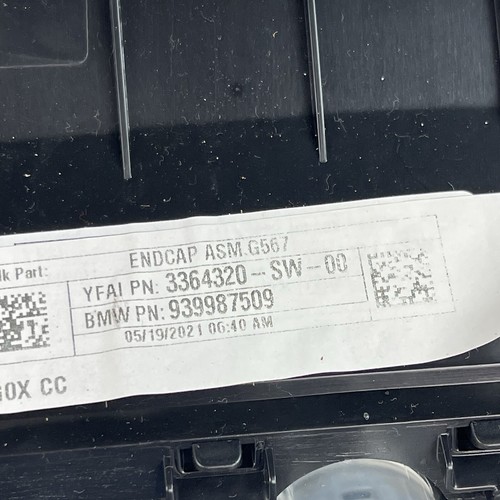 ENDCAP ASM.G567
lk Part:
YFAI PN: 3364320-SW-00
BMW PN: 939987509
05/19/2021 06:40 AM
0X CC